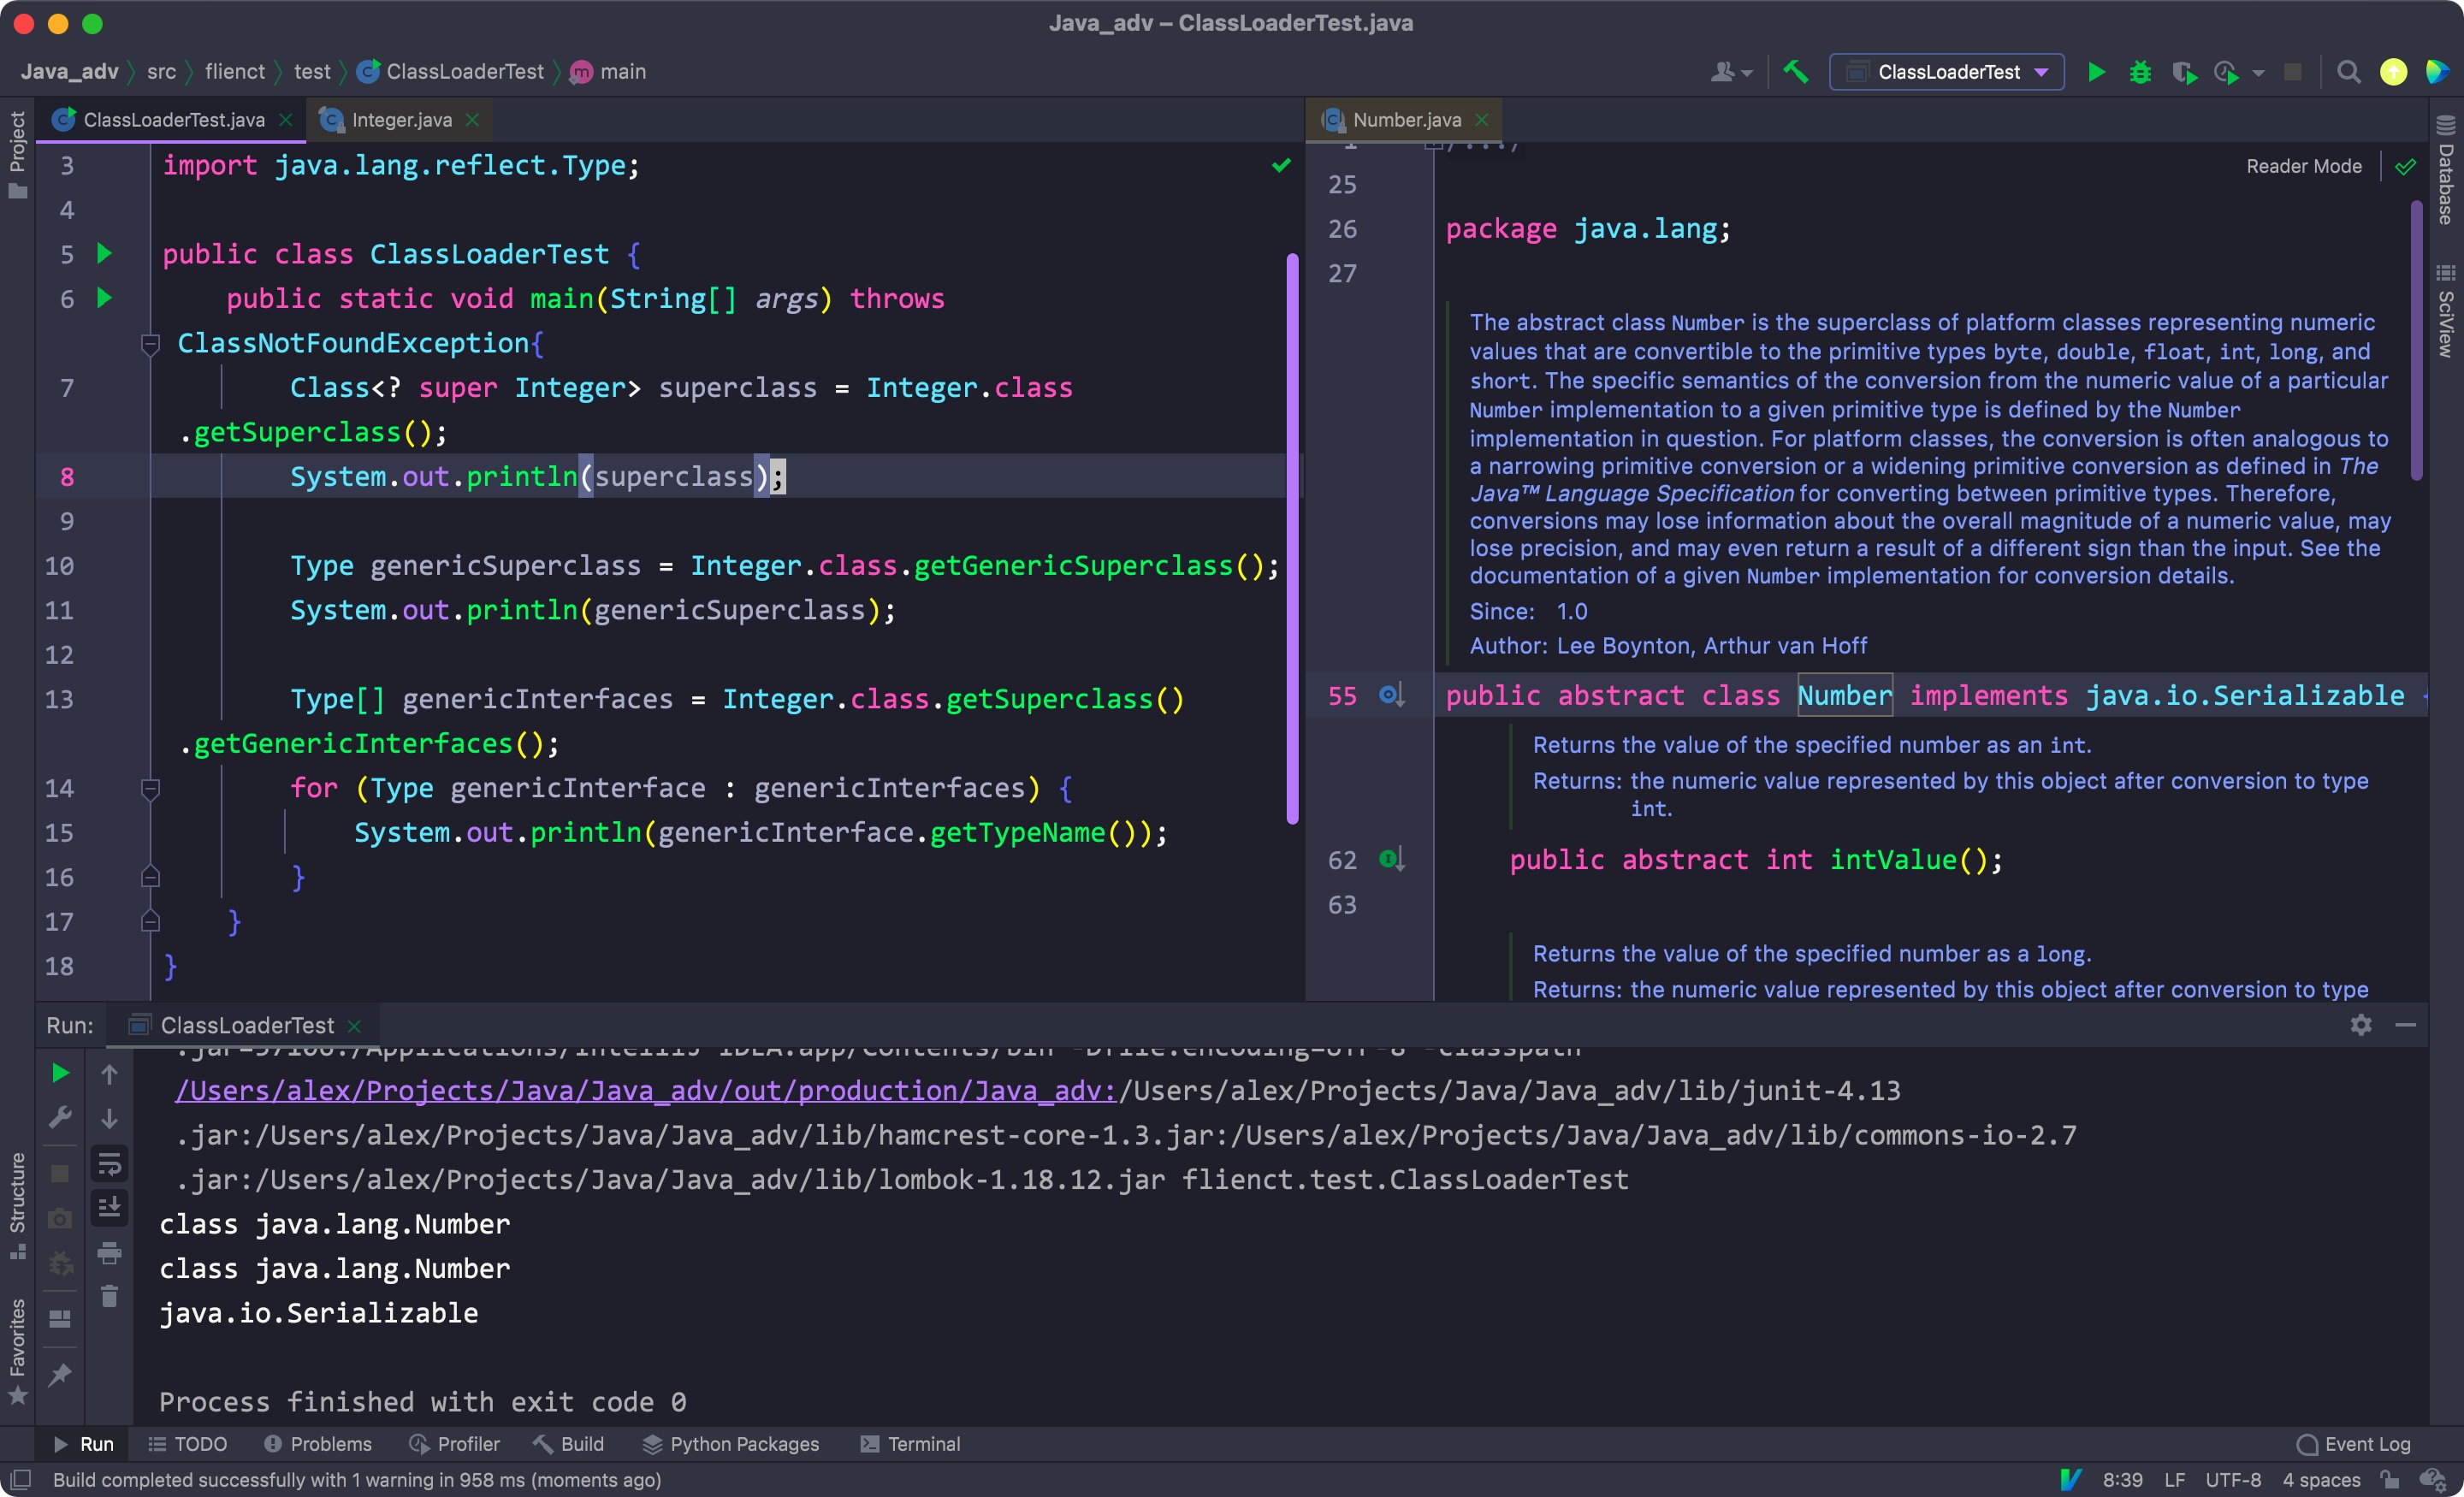 Java_adv – ClassLoaderTest.java
Java_adv src flienct test ClassLoaderTest main
ClassLoaderTest
Project
ClassLoaderTest.java Integer.java
3 import java.lang.reflect.Type;
4
5 public class ClassLoaderTest {
6 public static void main(String[] args) throws
ClassNotFoundException{
7 Class<? super Integer> superclass = Integer.class
.getSuperclass();
8 System.out.println(superclass);
9
10 Type genericSuperclass = Integer.class.getGenericSuperclass();
11 System.out.println(genericSuperclass);
12
13 Type[] genericInterfaces = Integer.class.getSuperclass()
.getGenericInterfaces();
14 for (Type genericInterface : genericInterfaces) {
15 System.out.println(genericInterface.getTypeName());
16 }
17 }
18 }
Number.java
Reader Mode
1 /.../
25
26 package java.lang;
27
The abstract class Number is the superclass of platform classes representing numeric
values that are convertible to the primitive types byte, double, float, int, long, and
short. The specific semantics of the conversion from the numeric value of a particular
Number implementation to a given primitive type is defined by the Number
implementation in question. For platform classes, the conversion is often analogous to
a narrowing primitive conversion or a widening primitive conversion as defined in The
Java™ Language Specification for converting between primitive types. Therefore,
conversions may lose information about the overall magnitude of a numeric value, may
lose precision, and may even return a result of a different sign than the input. See the
documentation of a given Number implementation for conversion details.
Since: 1.0
Author: Lee Boynton, Arthur van Hoff
55 public abstract class Number implements java.io.Serializable {
Returns the value of the specified number as an int.
Returns: the numeric value represented by this object after conversion to type
int.
62 public abstract int intValue();
63
Returns the value of the specified number as a long.
Returns: the numeric value represented by this object after conversion to type
Database
SciView
Run: ClassLoaderTest
/Applications/IntelliJ IDEA.app/Contents/bin -Dfile.encoding=UTF-8 -classpath
/Users/alex/Projects/Java/Java_adv/out/production/Java_adv:/Users/alex/Projects/Java/Java_adv/lib/junit-4.13
.jar:/Users/alex/Projects/Java/Java_adv/lib/hamcrest-core-1.3.jar:/Users/alex/Projects/Java/Java_adv/lib/commons-io-2.7
.jar:/Users/alex/Projects/Java/Java_adv/lib/lombok-1.18.12.jar flienct.test.ClassLoaderTest
class java.lang.Number
class java.lang.Number
java.io.Serializable
Process finished with exit code 0
Structure
Favorites
Run TODO Problems Profiler Build Python Packages Terminal Event Log
Build completed successfully with 1 warning in 958 ms (moments ago) 8:39 LF UTF-8 4 spaces